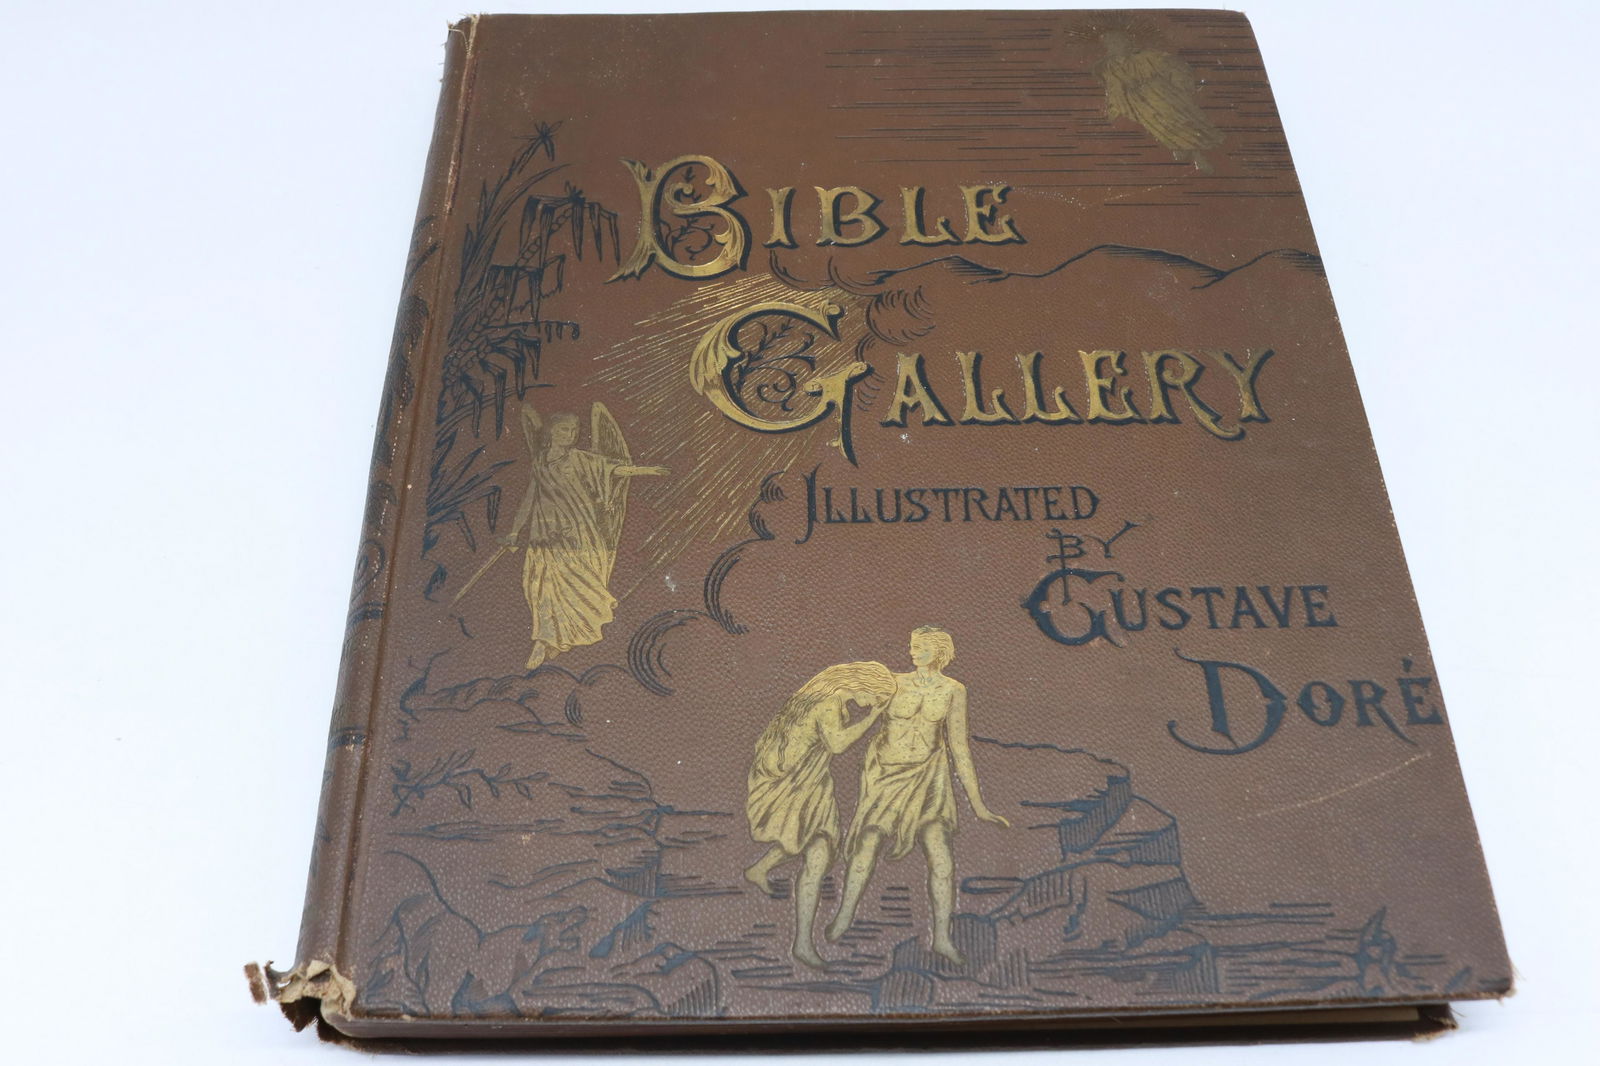 BIBLE
GALLERY
ILLUSTRATED
BY
GUSTAVE
DORÉ